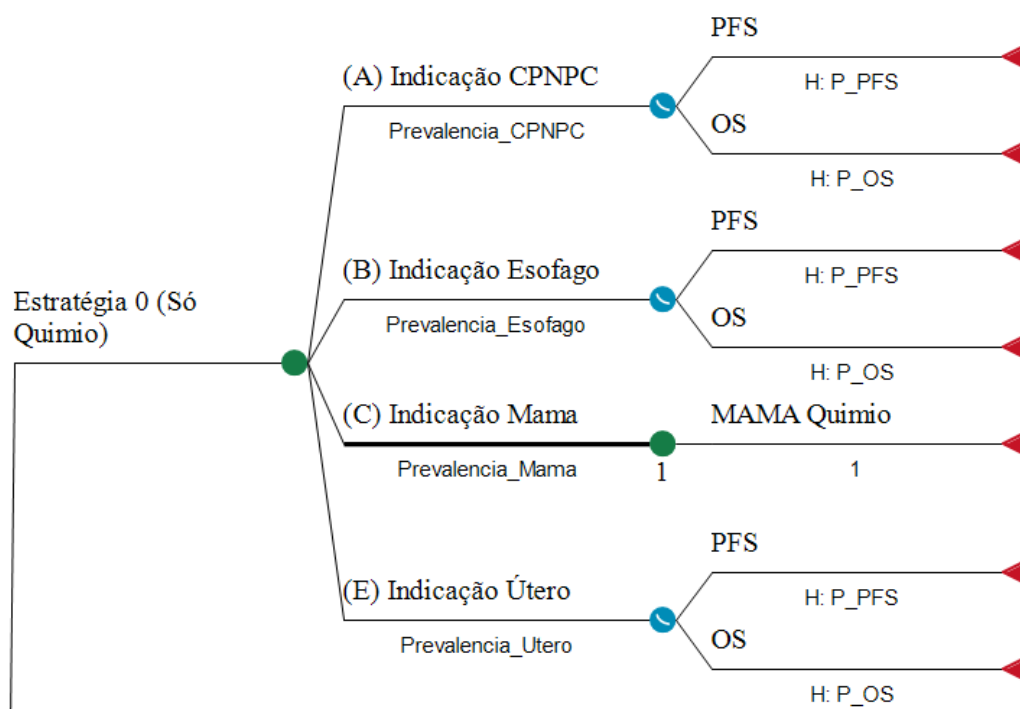 PFS
H: P_PFS
(A) Indicação CPNPC
Prevalencia_CPNPC
OS
H: P_OS
PFS
H: P_PFS
(B) Indicação Esofago
Prevalencia_Esofago
OS
H: P_OS
Estratégia 0 (Só
Quimio)
(C) Indicação Mama
Prevalencia_Mama
1
MAMA Quimio
1
PFS
H: P_PFS
(E) Indicação Útero
Prevalencia_Utero
OS
H: P_OS